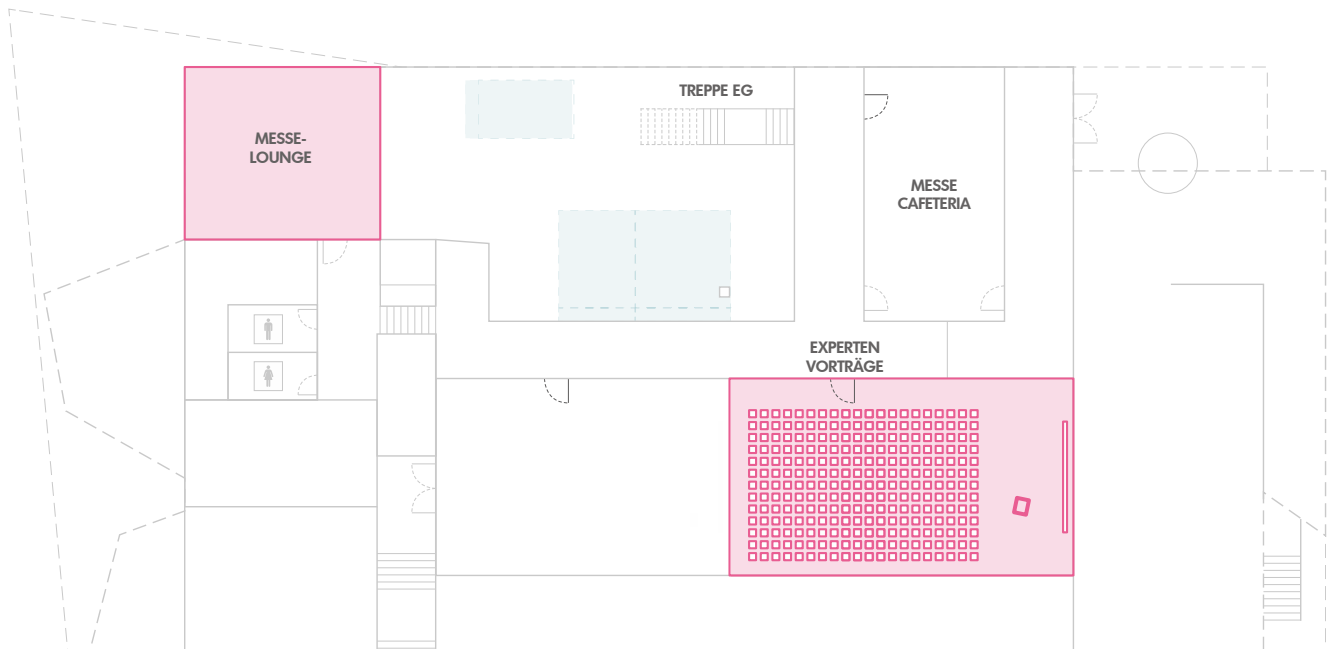 TREPPE EG
MESSE-
LOUNGE
MESSE
CAFETERIA
EXPERTEN
VORTRÄGE